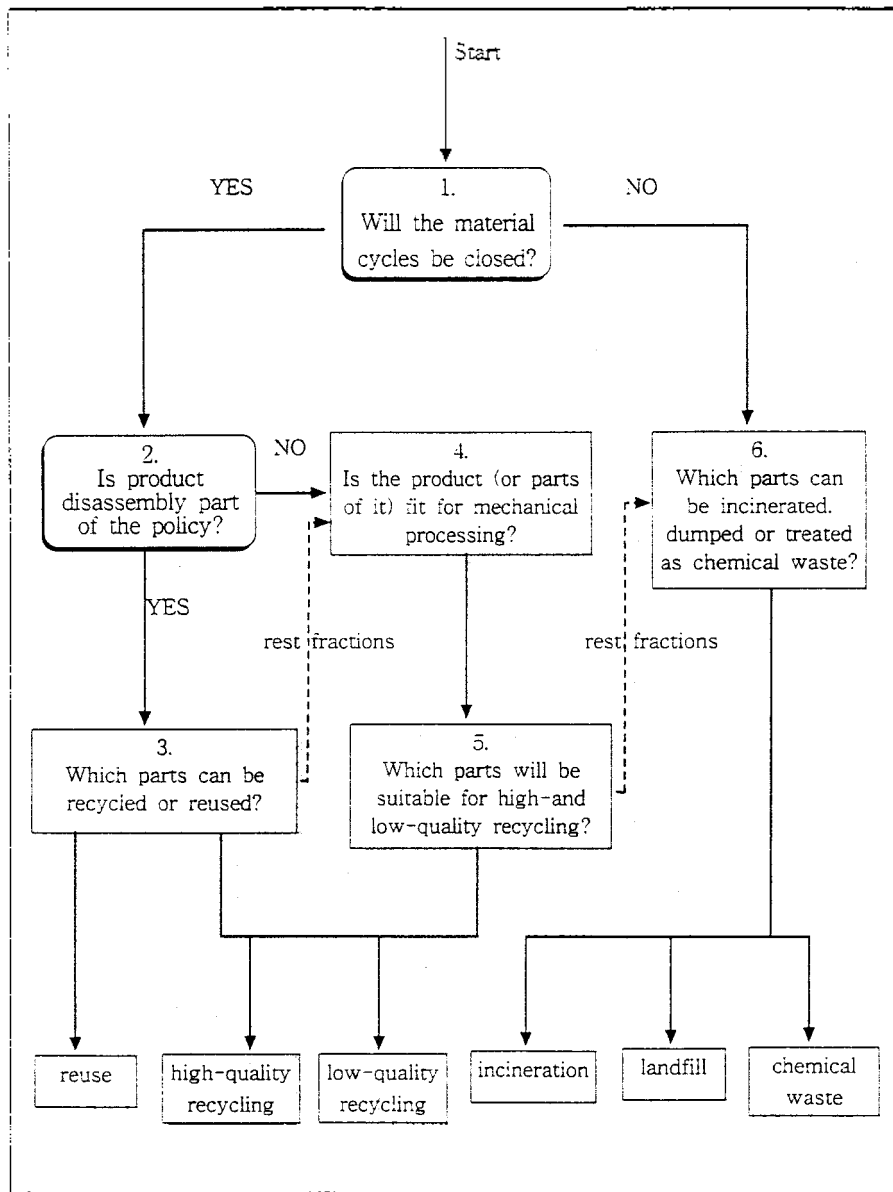 Start
YES
NO
1.
Will the material
cycles be closed?
2.
Is product
disassembly part
of the policy?
NO
4.
Is the product (or parts
of it) fit for mechanical
processing?
6.
Which parts can
be incinerated.
dumped or treated
as chemical waste?
YES
rest fractions
rest fractions
3.
Which parts can be
recycied or reused?
5.
Which parts will be
suitable for high-and
low-quality recycling?
reuse
high-quality
recycling
low-quality
recycling
incineration
landfill
chemical
waste